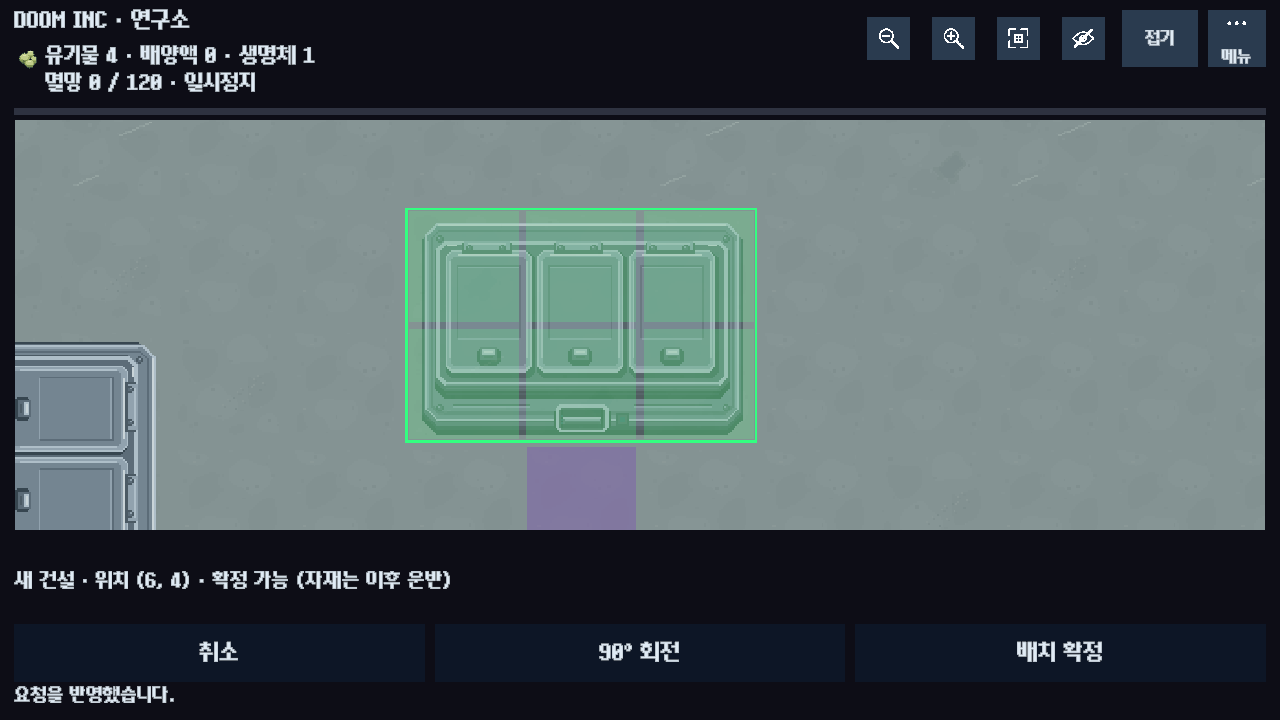 DOOM INC · 연구소
유기물 4 · 배양액 0 · 생명체 1
멸망 0 / 120 · 일시정지
접기
메뉴
새 건설 · 위치 (6, 4) · 확정 가능 (자재는 이후 운반)
취소
90° 회전
배치 확정
요청을 반영했습니다.